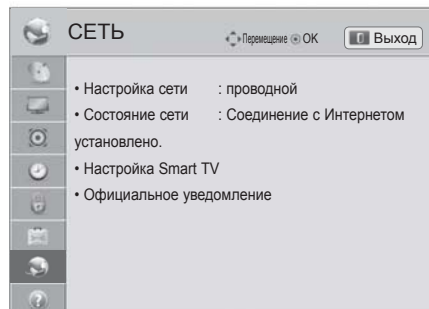 СЕТЬ
Перемещение OK Выход
• Настройка сети : проводной
• Состояние сети : Соединение с Интернетом
установлено.
• Настройка Smart TV
• Официальное уведомление